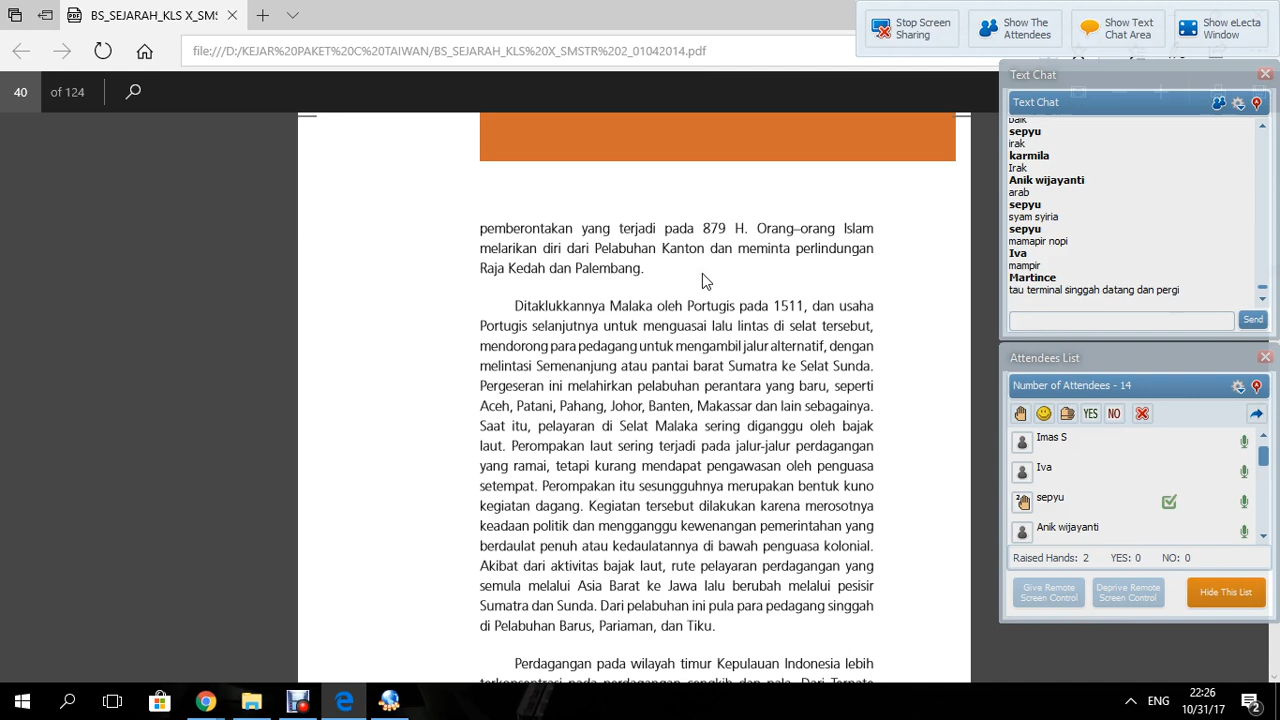 BS_SEJARAH_KLS X_SMS
file:///D:/KEJAR%20PAKET%20C%20TAIWAN/BS_SEJARAH_KLS%20X_SMSTR%202_01042014.pdf
Stop Screen Sharing
Show The Attendees
Show Text Chat Area
Show eLecta Window
40 of 124
pemberontakan yang terjadi pada 879 H. Orang–orang Islam
melarikan diri dari Pelabuhan Kanton dan meminta perlindungan
Raja Kedah dan Palembang.
Ditaklukkannya Malaka oleh Portugis pada 1511, dan usaha
Portugis selanjutnya untuk menguasai lalu lintas di selat tersebut,
mendorong para pedagang untuk mengambil jalur alternatif, dengan
melintasi Semenanjung atau pantai barat Sumatra ke Selat Sunda.
Pergeseran ini melahirkan pelabuhan perantara yang baru, seperti
Aceh, Patani, Pahang, Johor, Banten, Makassar dan lain sebagainya.
Saat itu, pelayaran di Selat Malaka sering diganggu oleh bajak
laut. Perompakan laut sering terjadi pada jalur-jalur perdagangan
yang ramai, tetapi kurang mendapat pengawasan oleh penguasa
setempat. Perompakan itu sesungguhnya merupakan bentuk kuno
kegiatan dagang. Kegiatan tersebut dilakukan karena merosotnya
keadaan politik dan mengganggu kewenangan pemerintahan yang
berdaulat penuh atau kedaulatannya di bawah penguasa kolonial.
Akibat dari aktivitas bajak laut, rute pelayaran perdagangan yang
semula melalui Asia Barat ke Jawa lalu berubah melalui pesisir
Sumatra dan Sunda. Dari pelabuhan ini pula para pedagang singgah
di Pelabuhan Barus, Pariaman, dan Tiku.
Perdagangan pada wilayah timur Kepulauan Indonesia lebih
terkonsentrasi pada perdagangan cengkih dan pala. Dari Ternate
Text Chat
Text Chat
baik
sepyu
irak
karmila
Irak
Anik wijayanti
arab
sepyu
syam syiria
sepyu
mamapir nopi
Iva
mampir
Martince
tau terminal singgah datang dan pergi
Send
Attendees List
Number of Attendees - 14
YES NO
Imas S
Iva
sepyu
Anik wijayanti
Raised Hands: 2 YES: 0 NO: 0
Give Remote Screen Control
Deprive Remote Screen Control
Hide This List
ENG
22:26
10/31/17
2